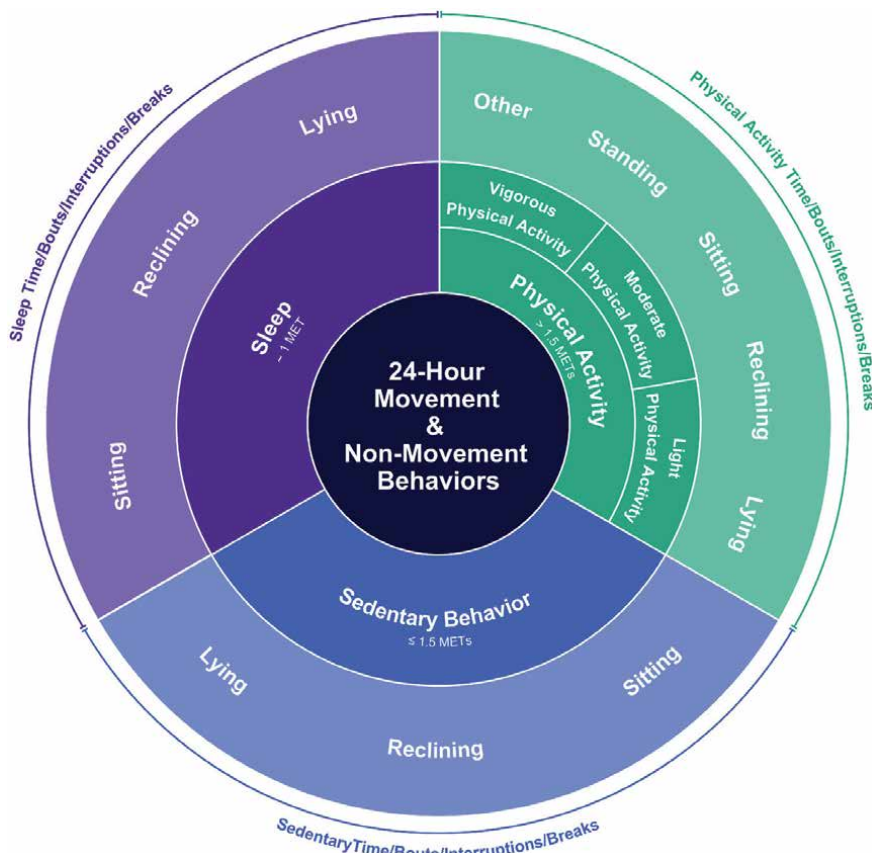 24-Hour
Movement
&
Non-Movement
Behaviors
Sleep
~ 1 MET
Lying
Reclining
Sitting
Sleep Time/Bouts/Interruptions/Breaks
Physical Activity
> 1.5 METs
Vigorous
Physical Activity
Moderate
Physical Activity
Light
Physical Activity
Other
Standing
Sitting
Reclining
Lying
Physical Activity Time/Bouts/Interruptions/Breaks
Sedentary Behavior
≤ 1.5 METs
Lying
Reclining
Sitting
SedentaryTime/Bouts/Interruptions/Breaks